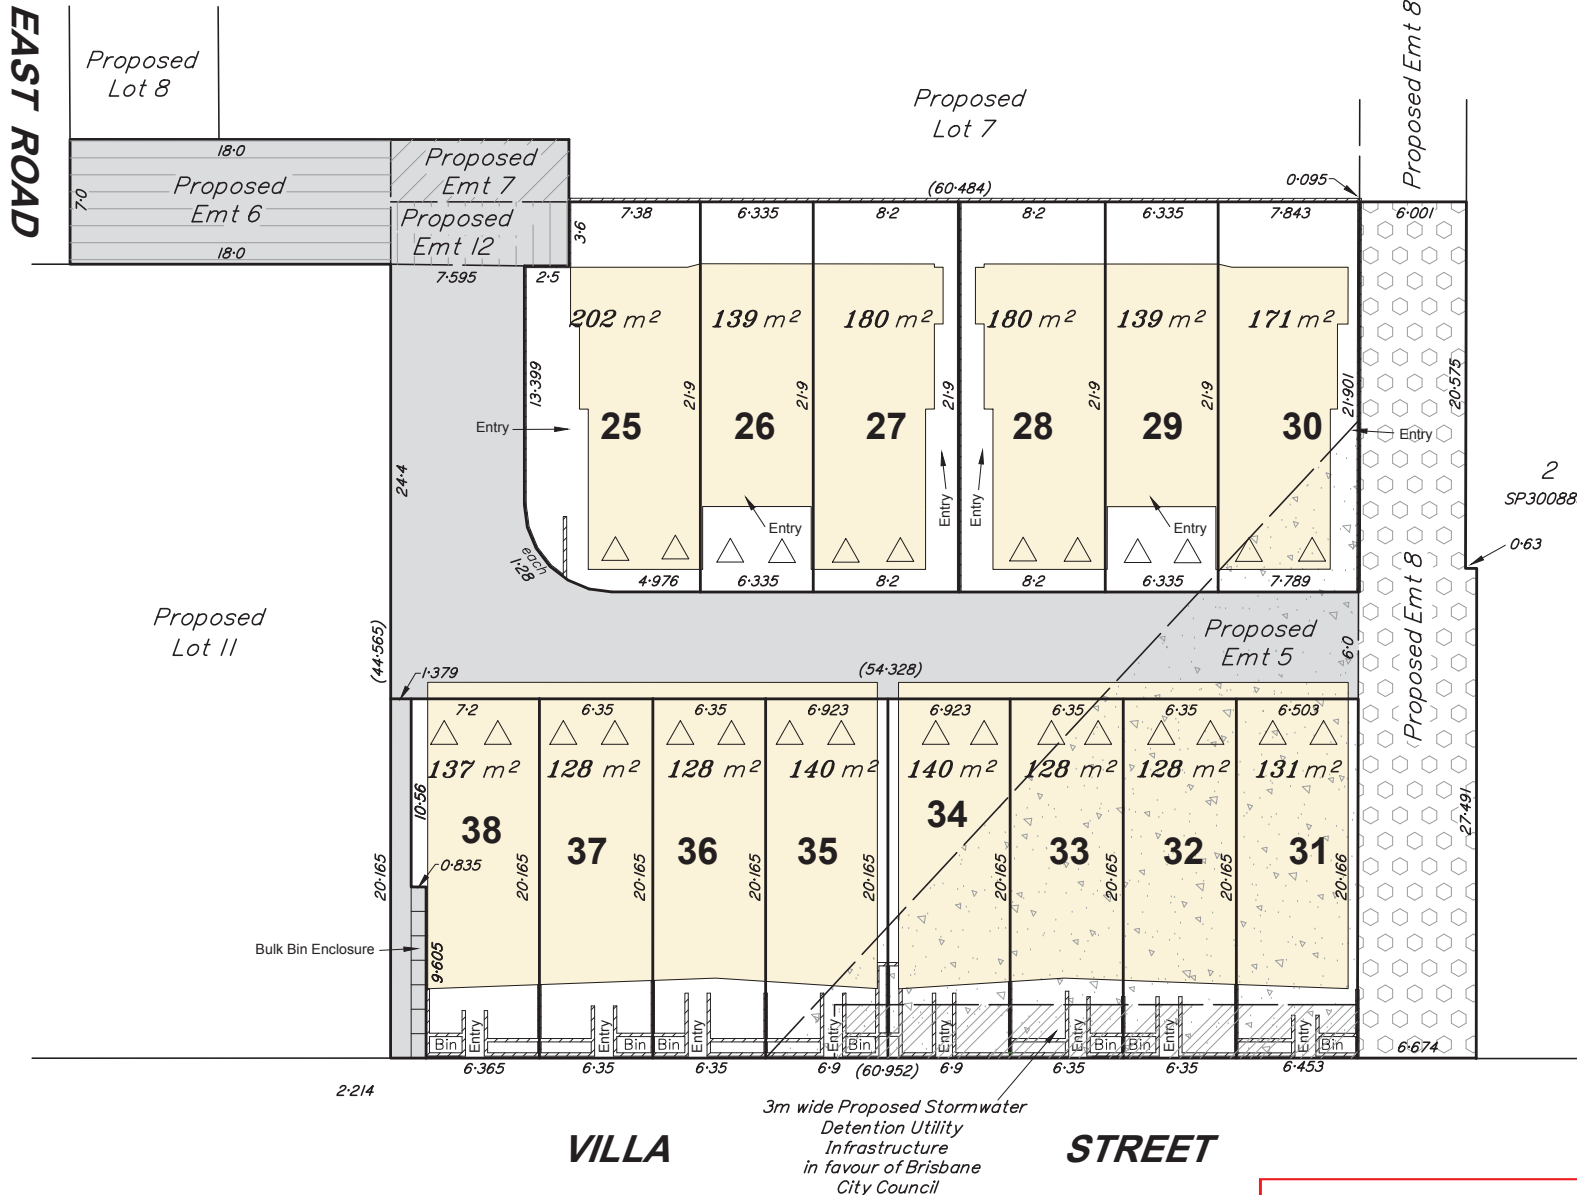 EAST ROAD
Proposed
Lot 8
Proposed
Lot 7
Proposed Emt 8
18·0
7·0
Proposed
Emt 6
18·0
Proposed
Emt 7
Proposed
Emt 12
7·595
2·5
3·6
(60·484)
0·095
7·38
6·335
8·2
8·2
6·335
7·843
6·001
202 m²
139 m²
180 m²
180 m²
139 m²
171 m²
13·399
21·9
21·9
21·9
21·9
21·9
21·901
20·575
Entry
25
26
27
28
29
30
Entry
24·4
Entry
Entry
Entry
Entry
2
SP30088
each
1·28
4·976
6·335
8·2
8·2
6·335
7·789
0·63
Proposed
Lot 11
(44·565)
1·379
(54·328)
Proposed
Emt 5
6·0
Proposed Emt 8
7·2
6·35
6·35
6·923
6·923
6·35
6·35
6·503
137 m²
128 m²
128 m²
140 m²
140 m²
128 m²
128 m²
131 m²
10·56
27·491
38
37
36
35
34
33
32
31
0·835
20·165
20·165
20·165
20·165
20·165
20·165
20·165
20·166
Bulk Bin Enclosure
9·605
Bin
Entry
Entry
Bin
Bin
Entry
Entry
Bin
Entry
Entry
Bin
Bin
Entry
Entry
Bin
6·674
6·365
6·35
6·35
6·9
(60·952)
6·9
6·35
6·35
6·453
2·214
3m wide Proposed Stormwater
Detention Utility
Infrastructure
in favour of Brisbane
City Council
VILLA STREET